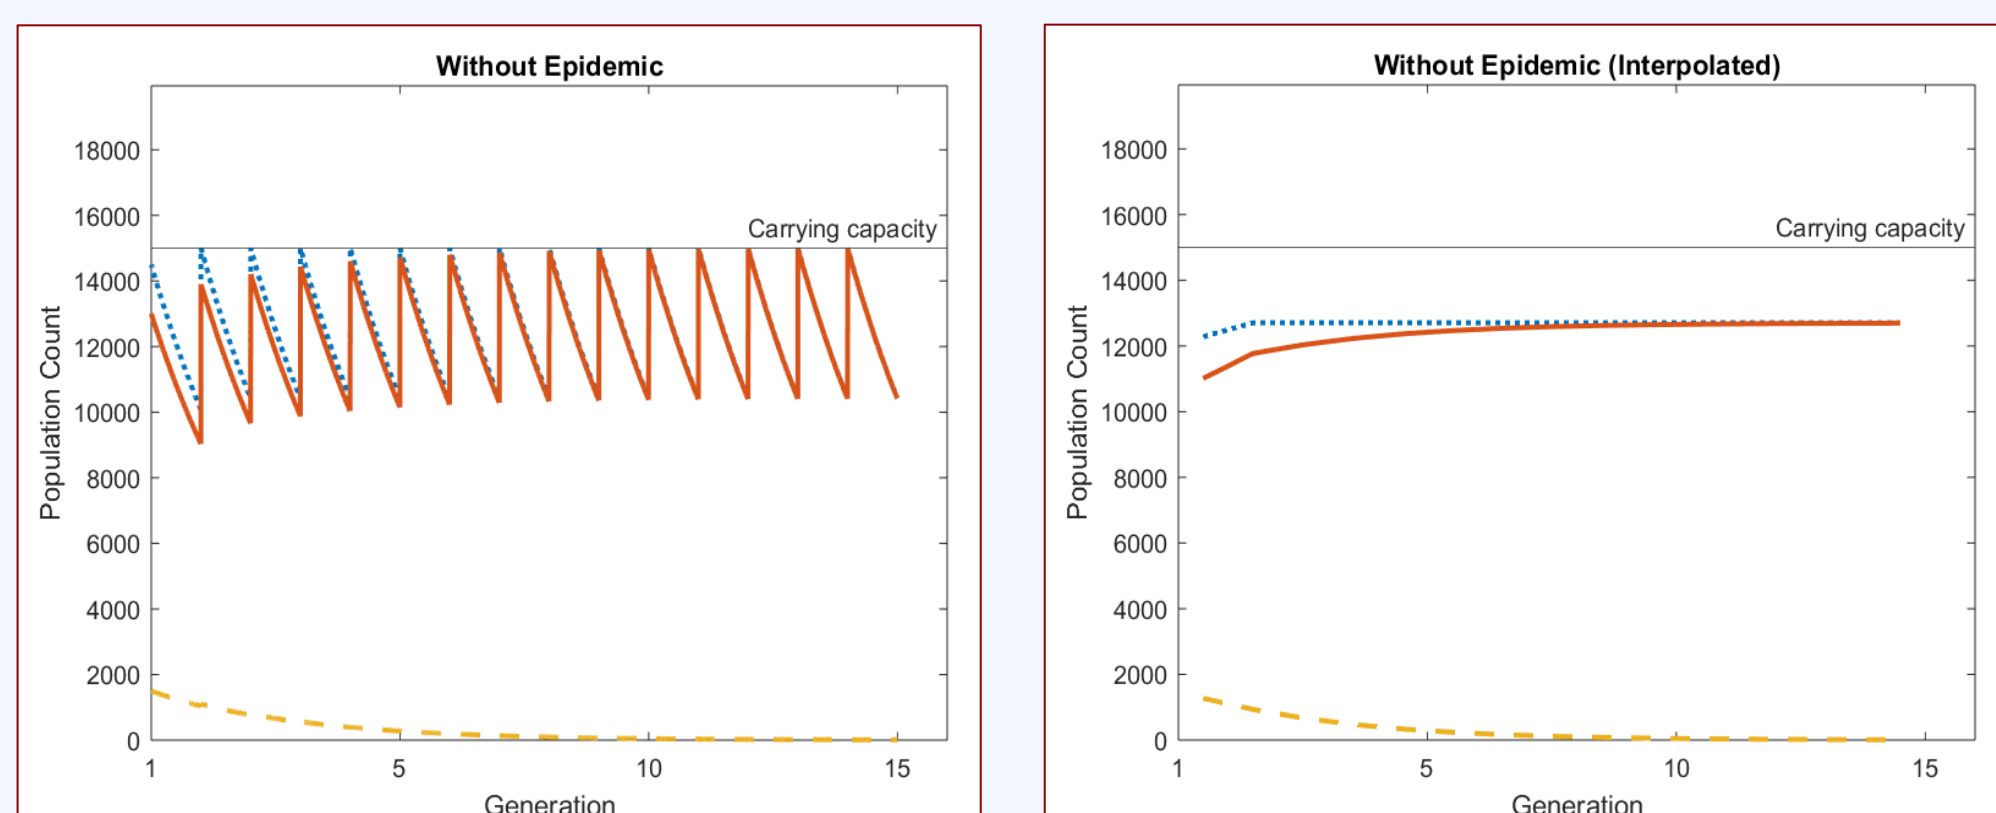 Without Epidemic
18000
16000
14000
12000
10000
8000
6000
4000
2000
0
Carrying capacity
Population Count
1 5 10 15
Generation
Without Epidemic (Interpolated)
18000
16000
14000
12000
10000
8000
6000
4000
2000
0
Carrying capacity
Population Count
1 5 10 15
Generation